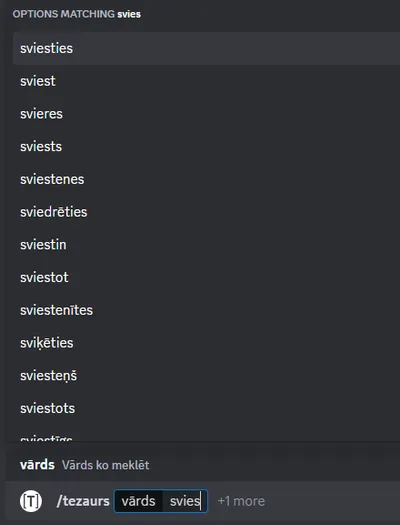 OPTIONS MATCHING svies
sviesties
sviest
svieres
sviests
sviestenes
sviedrēties
sviestin
sviestot
sviestenītes
sviķēties
sviesteņš
sviestots
sviestīgs
vārds Vārds ko meklēt
[T] /tezaurs vārds svies +1 more